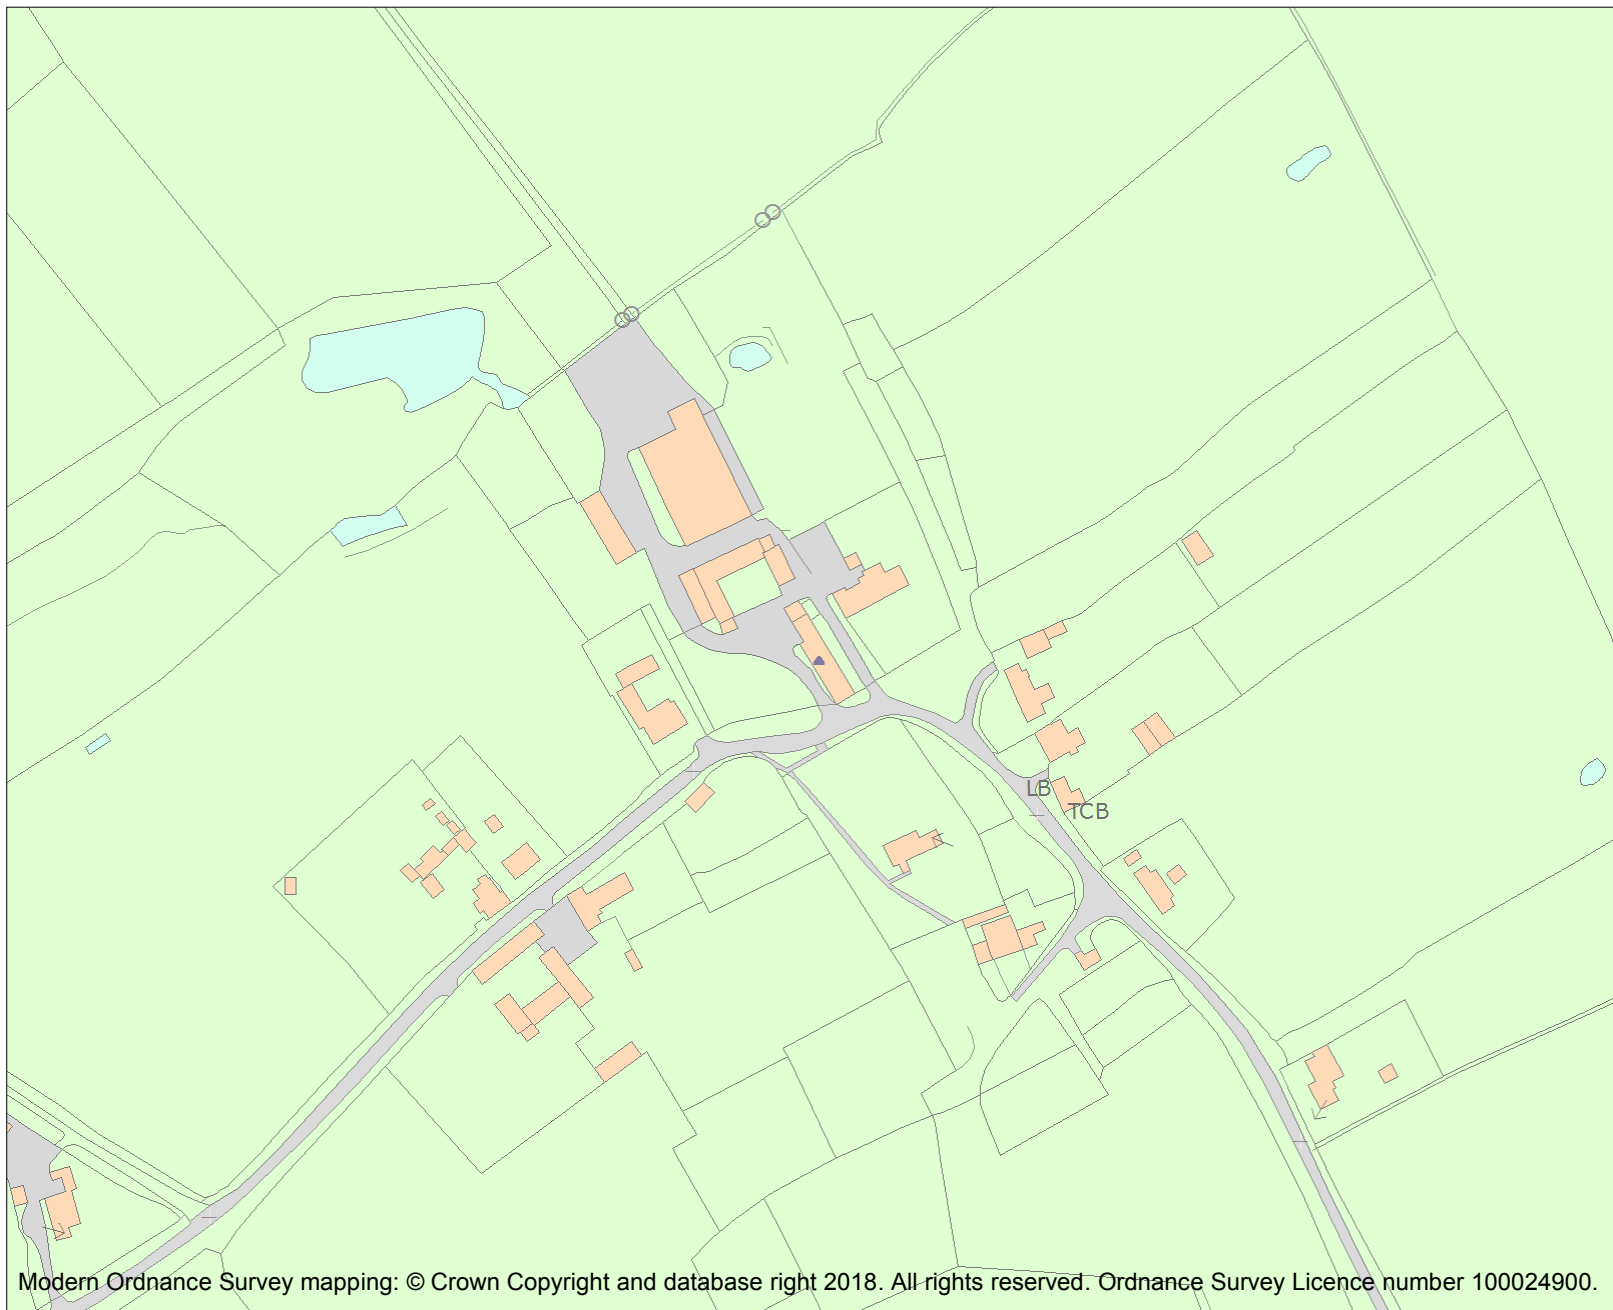 LB
TCB
Modern Ordnance Survey mapping: © Crown Copyright and database right 2018. All rights reserved. Ordnance Survey Licence number 100024900.